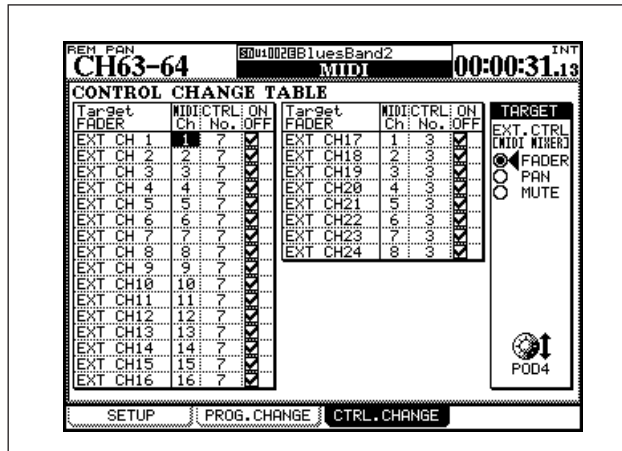 REM PAN
CH63-64
0020BluesBand2
MIDI
INT
00:00:31.13
CONTROL CHANGE TABLE
Target FADER MIDI Ch CTRL No. ON OFF
EXT CH 1 1 7
EXT CH 2 2 7
EXT CH 3 3 7
EXT CH 4 4 7
EXT CH 5 5 7
EXT CH 6 6 7
EXT CH 7 7 7
EXT CH 8 8 7
EXT CH 9 9 7
EXT CH10 10 7
EXT CH11 11 7
EXT CH12 12 7
EXT CH13 13 7
EXT CH14 14 7
EXT CH15 15 7
EXT CH16 16 7
Target FADER MIDI Ch CTRL No. ON OFF
EXT CH17 1 3
EXT CH18 2 3
EXT CH19 3 3
EXT CH20 4 3
EXT CH21 5 3
EXT CH22 6 3
EXT CH23 7 3
EXT CH24 8 3
TARGET
EXT.CTRL
[MIDI MIXER]
FADER
PAN
MUTE
POD4
SETUP
PROG.CHANGE
CTRL.CHANGE